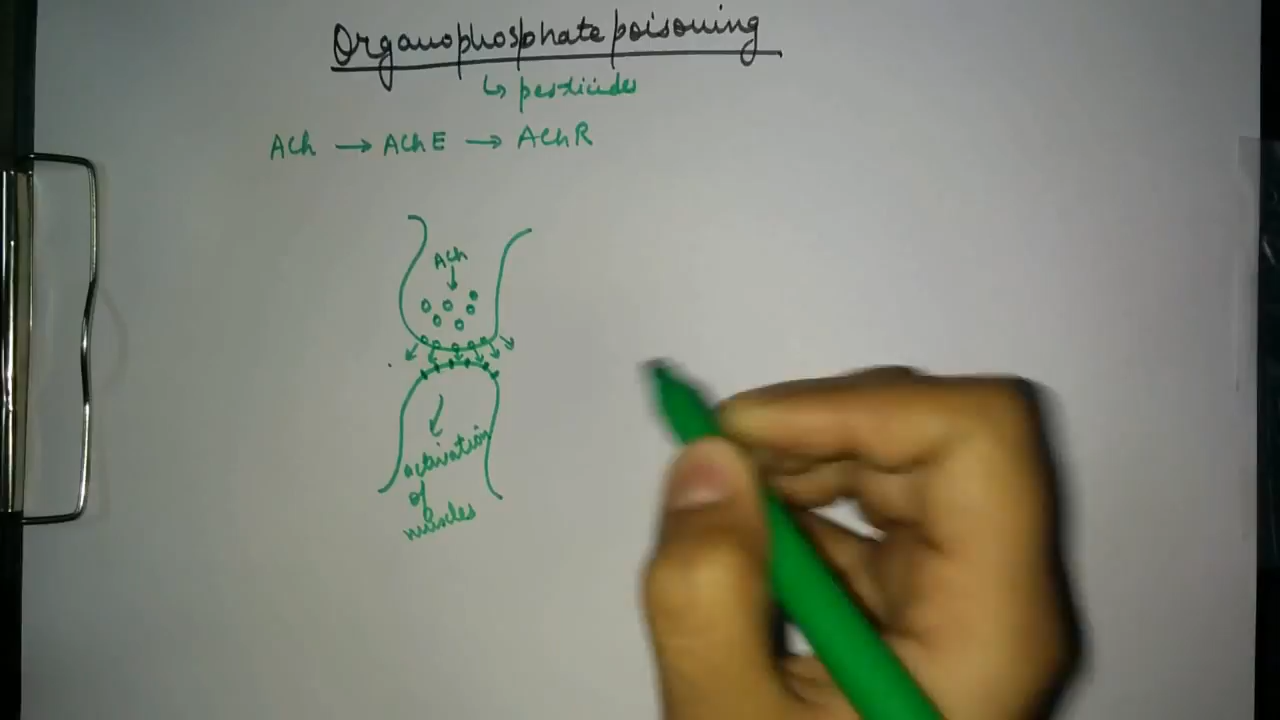 Organophosphate poisoning
↳ pesticides
ACh → AChE → AChR
ACh
activation
of
muscles